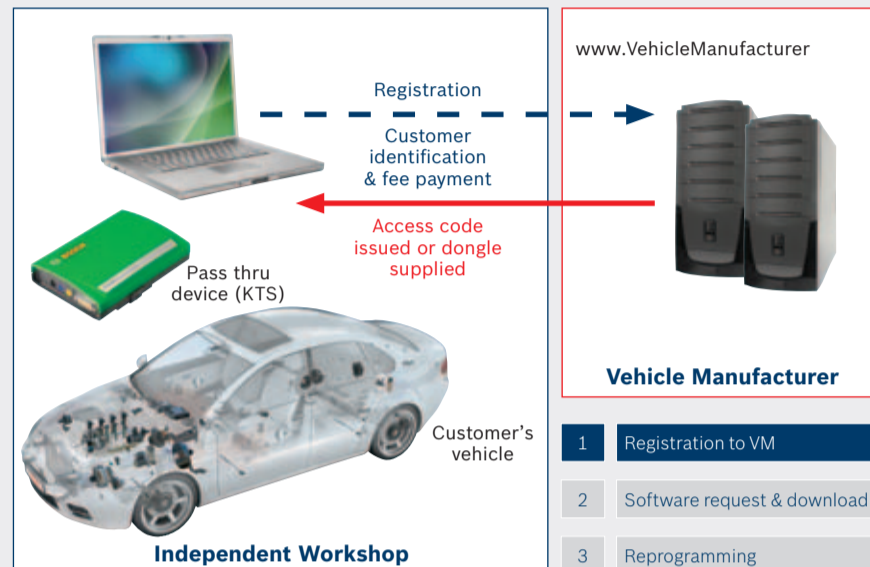 www.VehicleManufacturer
Registration
Customer
identification
& fee payment
Access code
issued or dongle
supplied
BOSCH
Pass thru
device (KTS)
Customer's
vehicle
Independent Workshop
Vehicle Manufacturer
1 Registration to VM
2 Software request & download
3 Reprogramming